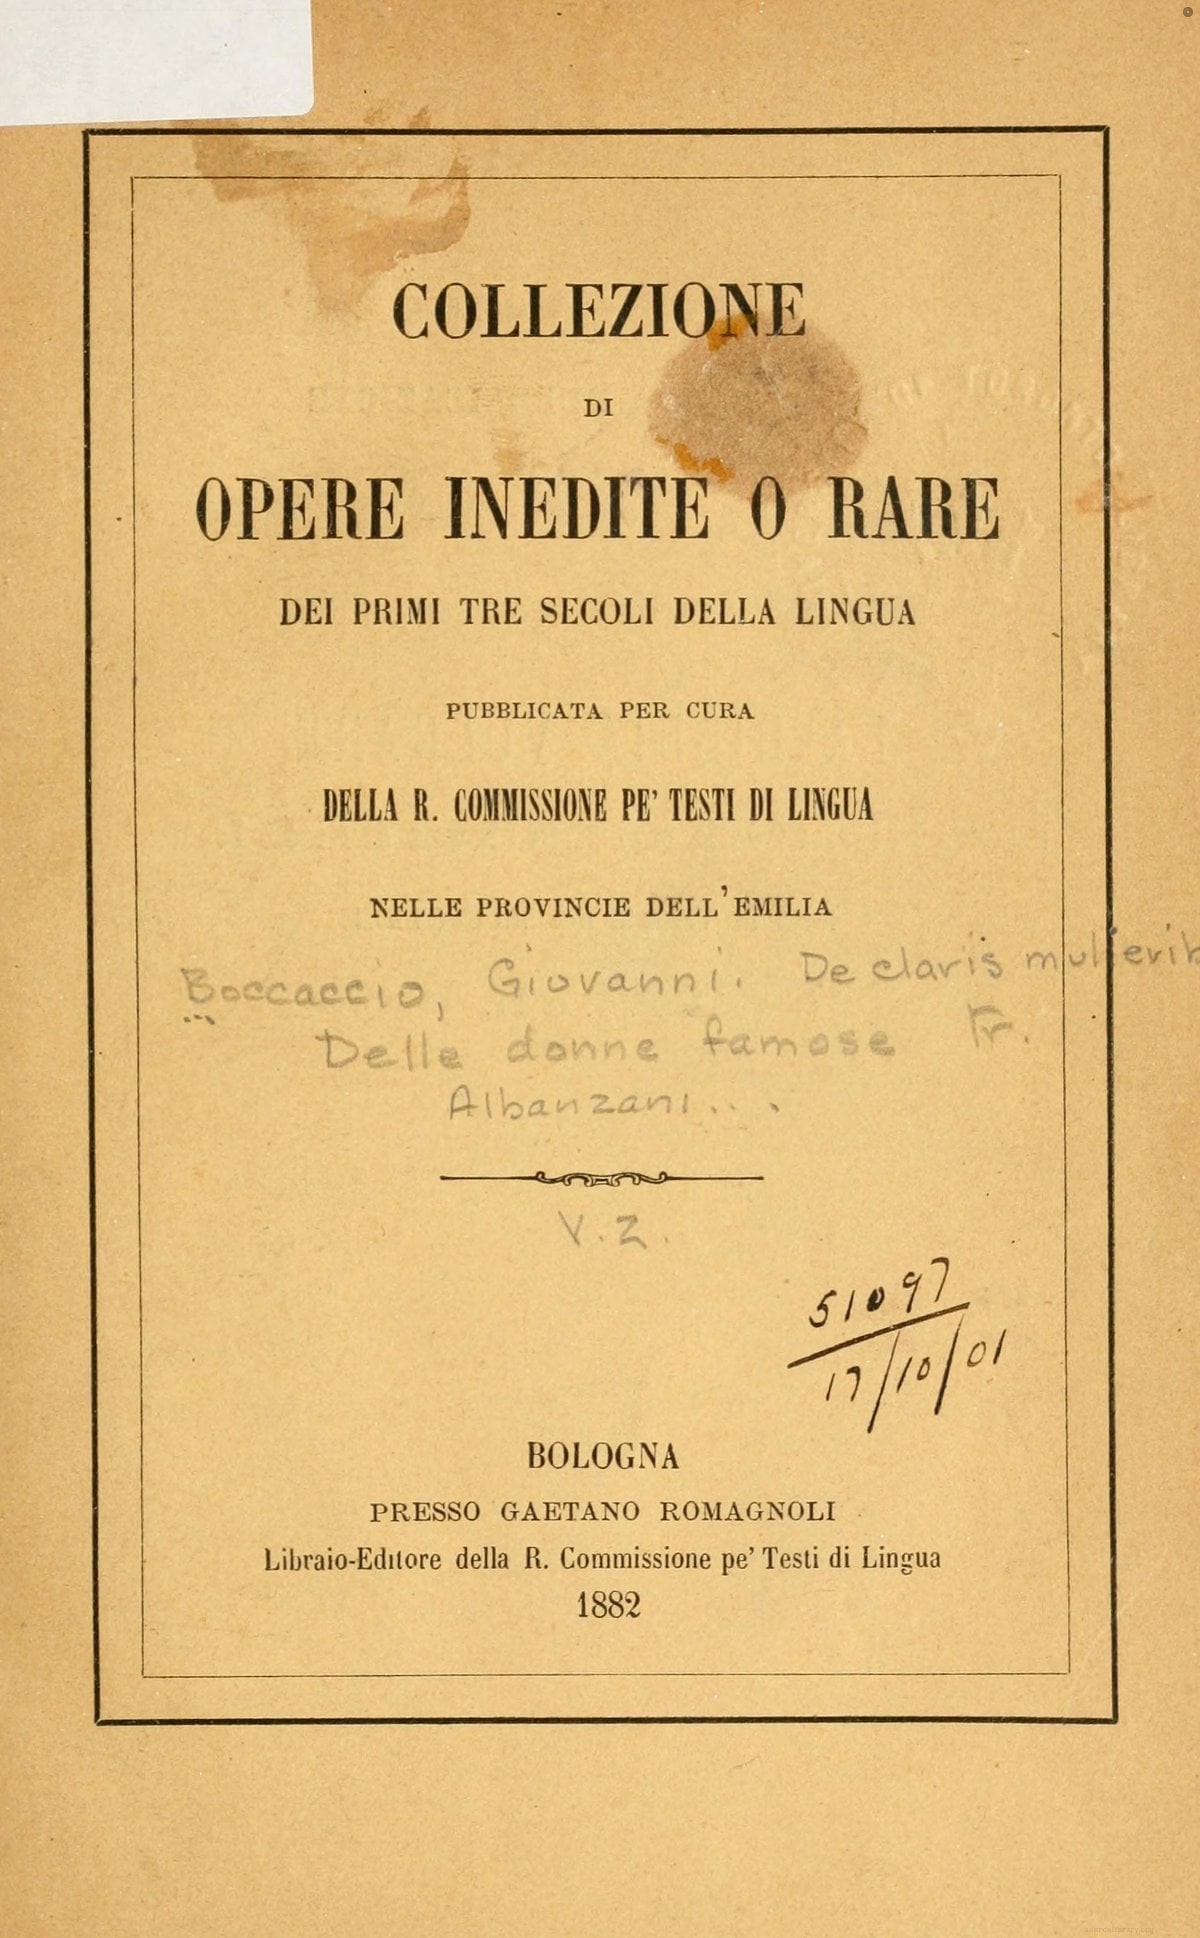 COLLEZIONE
DI
OPERE INEDITE O RARE
DEI PRIMI TRE SECOLI DELLA LINGUA
PUBBLICATA PER CURA
DELLA R. COMMISSIONE PE' TESTI DI LINGUA
NELLE PROVINCIE DELL'EMILIA
Boccaccio, Giovanni. De claris mulierib
Delle donne famose Tr.
Albanzani...
V.2.
51097
17/10/01
BOLOGNA
PRESSO GAETANO ROMAGNOLI
Libraio-Editore della R. Commissione pe' Testi di Lingua
1882